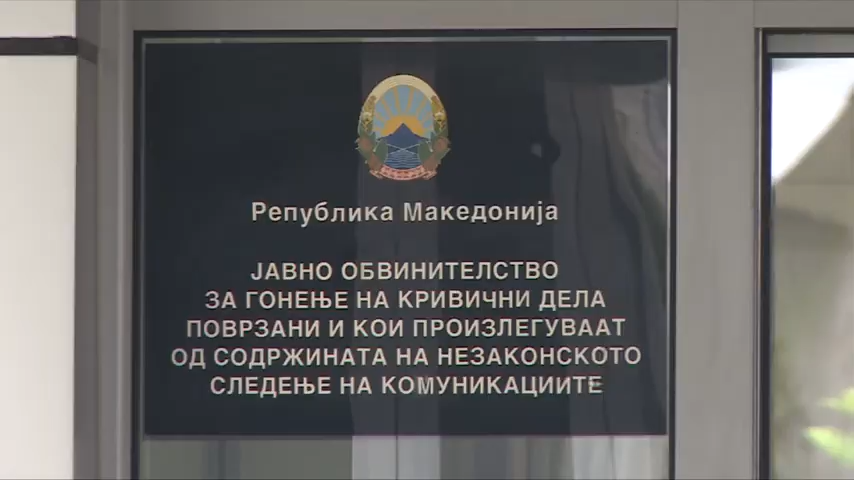 Република Македонија
ЈАВНО ОБВИНИТЕЛСТВО
ЗА ГОНЕЊЕ НА КРИВИЧНИ ДЕЛА
ПОВРЗАНИ И КОИ ПРОИЗЛЕГУВААТ
ОД СОДРЖИНАТА НА НЕЗАКОНСКОТО
СЛЕДЕЊЕ НА КОМУНИКАЦИИТЕ